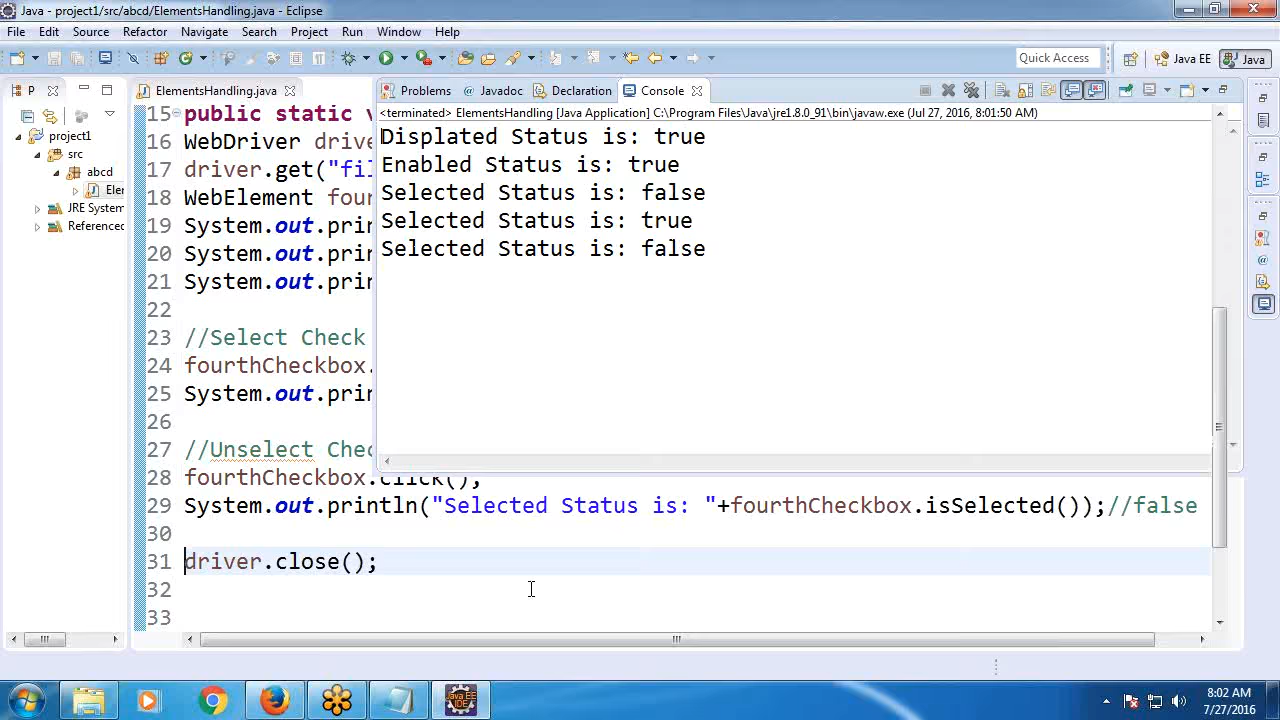 Java - project1/src/abcd/ElementsHandling.java - Eclipse
File Edit Source Refactor Navigate Search Project Run Window Help
Quick Access Java EE Java
P
project1
src
abcd
Ele
JRE System
Referenced
ElementsHandling.java
15 public static v
16 WebDriver drive
17 driver.get("fil
18 WebElement four
19 System.out.prin
20 System.out.prin
21 System.out.prin
22
23 //Select Check
24 fourthCheckbox.
25 System.out.prin
26
27 //Unselect Chec
28 fourthCheckbox.click();
29 System.out.println("Selected Status is: "+fourthCheckbox.isSelected());//false
30
31 driver.close();
32
33
Problems Javadoc Declaration Console
<terminated> ElementsHandling [Java Application] C:\Program Files\Java\jre1.8.0_91\bin\javaw.exe (Jul 27, 2016, 8:01:50 AM)
Displated Status is: true
Enabled Status is: true
Selected Status is: false
Selected Status is: true
Selected Status is: false
Java EE
IDE
8:02 AM
7/27/2016